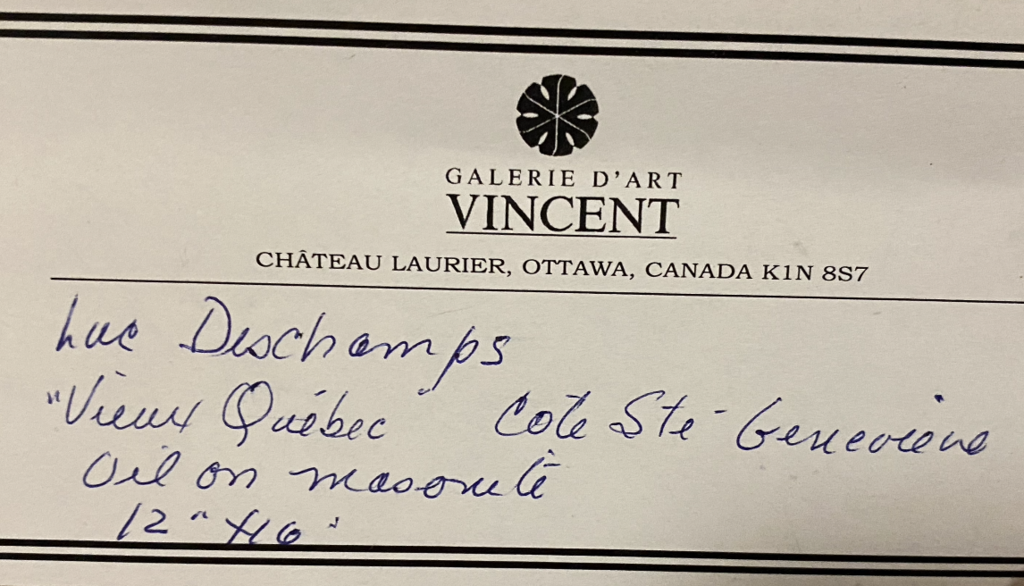 GALERIE D'ART
VINCENT
CHÂTEAU LAURIER, OTTAWA, CANADA K1N 8S7
Luc Deschamps
"Vieux Québec" Cote Ste-Genevieve
Oil on masonite
12" x 16"